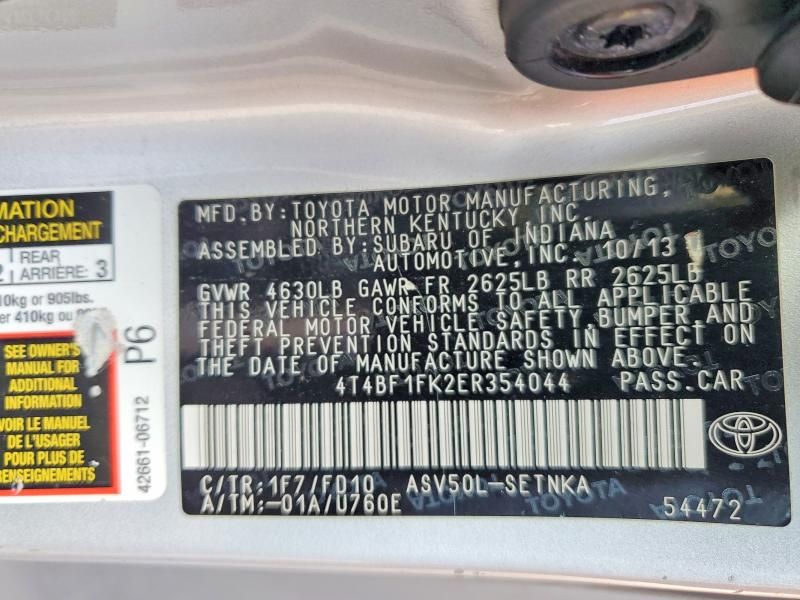 MATION
CHARGEMENT
2 REAR
ARRIÈRE: 3
10kg or 905lbs.
er 410kg ou
SEE OWNER'S
MANUAL FOR
ADDITIONAL
INFORMATION
VOIR LE MANUEL
DE L'USAGER
POUR PLUS DE
RENSEIGNEMENTS
P6
42661-06712
MFD. BY: TOYOTA MOTOR MANUFACTURING,
NORTHERN KENTUCKY, INC.
ASSEMBLED BY: SUBARU OF INDIANA
AUTOMOTIVE, INC. 10/13
GVWR 4630LB GAWR FR 2625LB RR 2625LB
THIS VEHICLE CONFORMS TO ALL APPLICABLE
FEDERAL MOTOR VEHICLE SAFETY, BUMPER, AND
THEFT PREVENTION STANDARDS IN EFFECT ON
THE DATE OF MANUFACTURE SHOWN ABOVE.
4T4BF1FK2ER354044 PASS. CAR
C/TR: 1F7/FD10 ASV50L-SETNKA
A/TM: -01A/U760E
54472